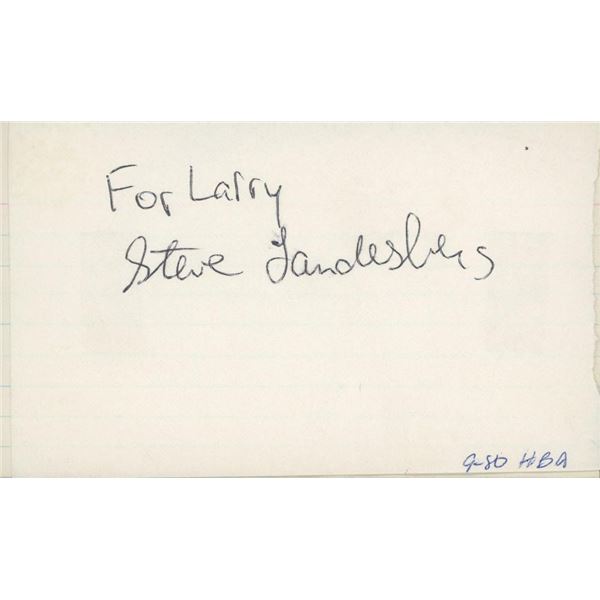 For Larry
Steve Landesberg
9-80 HBA